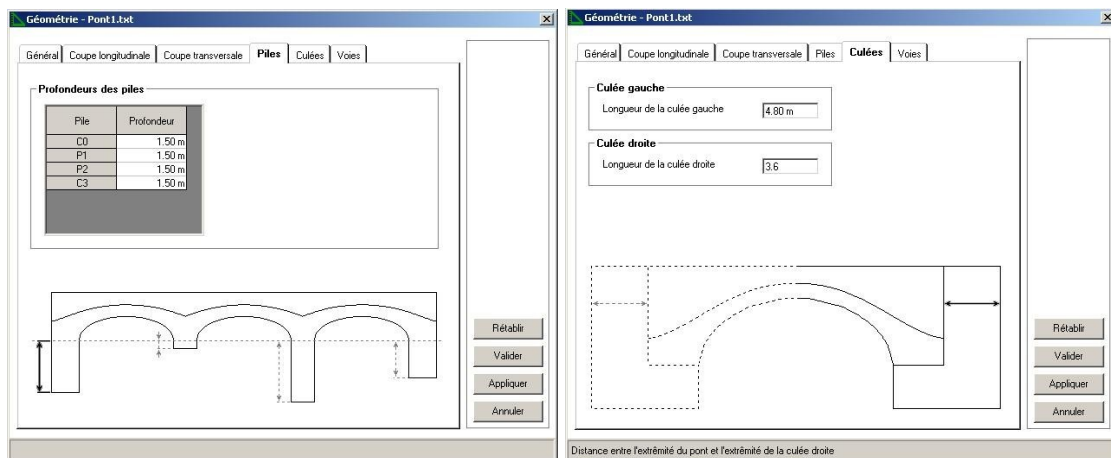 Géométrie - Pont1.txt
Général Coupe longitudinale Coupe transversale Piles Culées Voies
Profondeurs des piles
Pile Profondeur
C0 1.50 m
P1 1.50 m
P2 1.50 m
C3 1.50 m
Rétablir
Valider
Appliquer
Annuler
Géométrie - Pont1.txt
Général Coupe longitudinale Coupe transversale Piles Culées Voies
Culée gauche
Longueur de la culée gauche 4.80 m
Culée droite
Longueur de la culée droite 3.6
Rétablir
Valider
Appliquer
Annuler
Distance entre l'extrêmité du pont et l'extrêmité de la culée droite